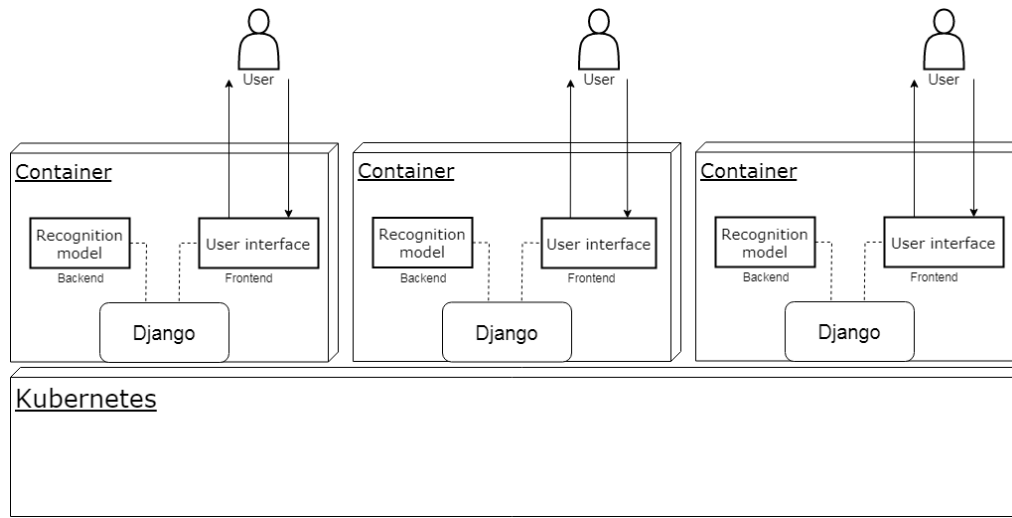 User
User
User
Container
Container
Container
Recognition
model
Backend
User interface
Frontend
Recognition
model
Backend
User interface
Frontend
Recognition
model
Backend
User interface
Frontend
Django
Django
Django
Kubernetes